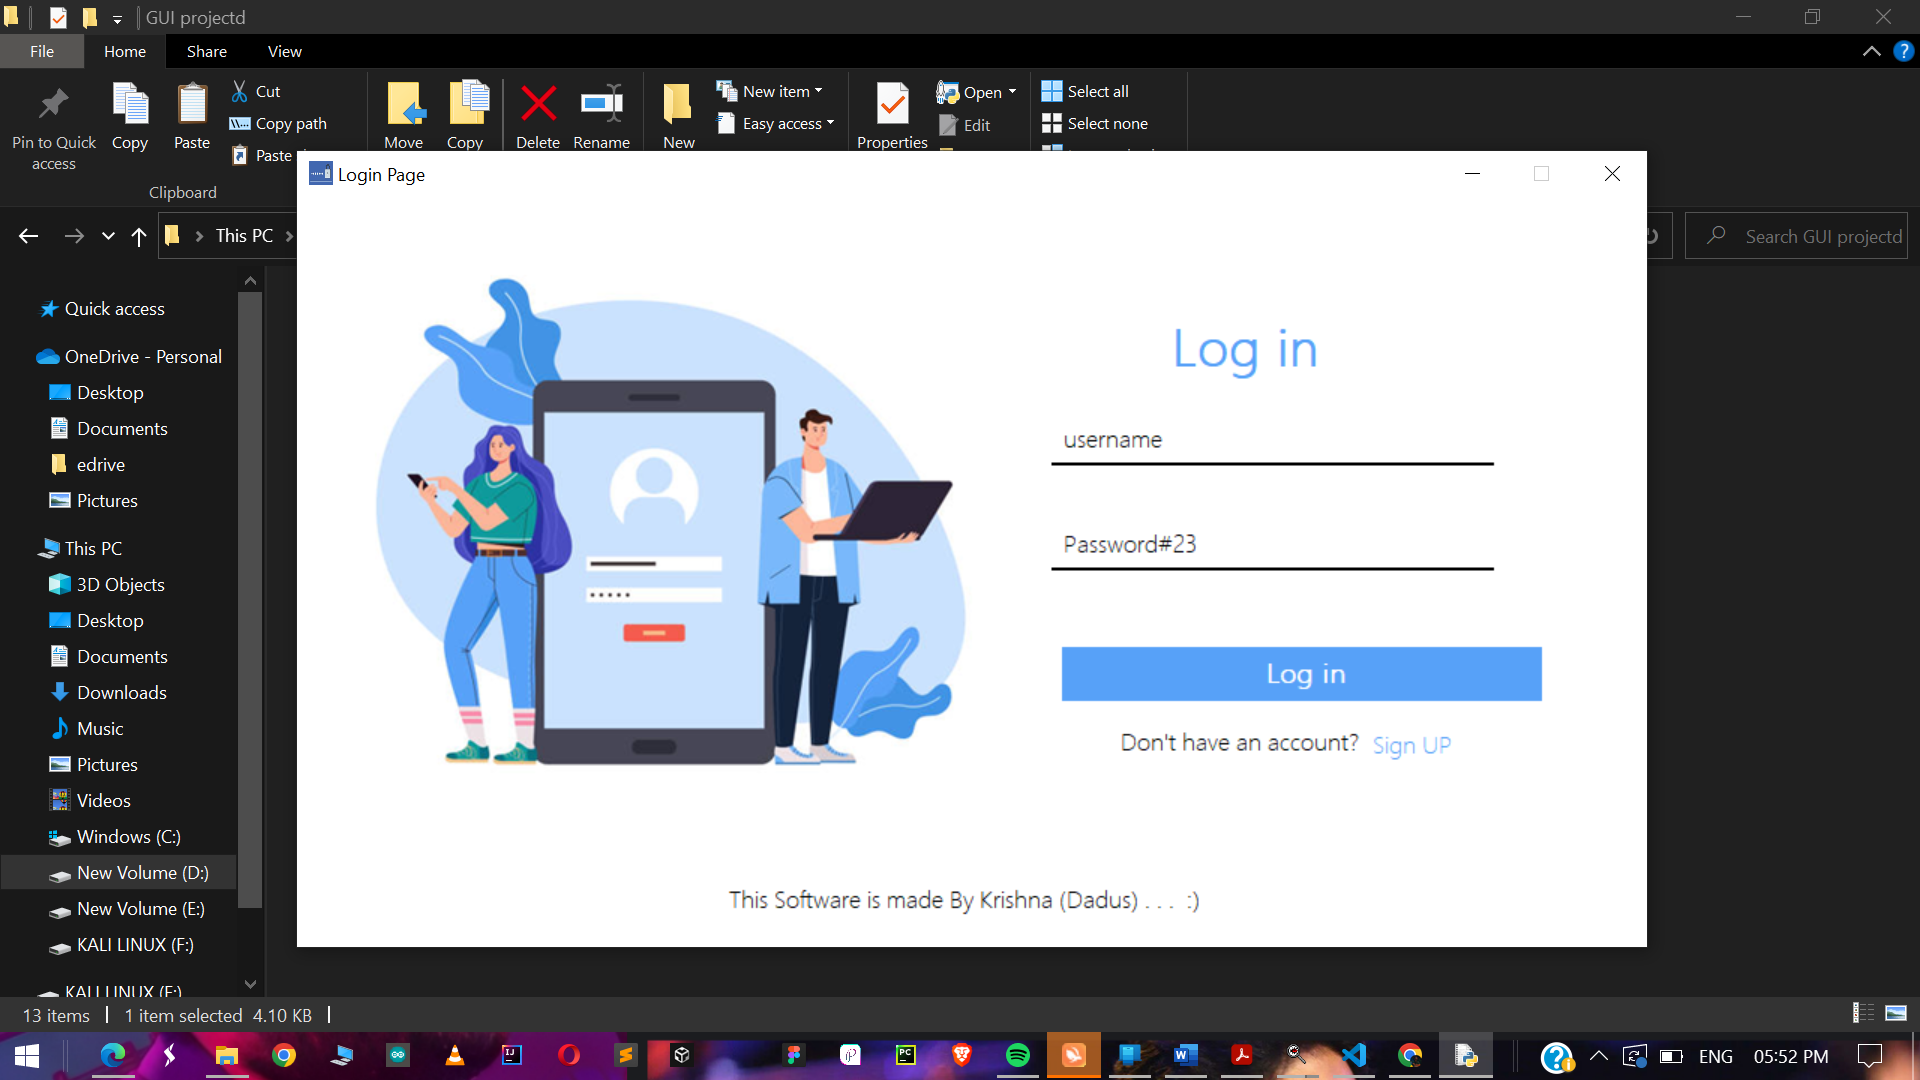 GUI projectd
File Home Share View
Pin to Quick access
Copy
Paste
Cut
Copy path
Paste
Clipboard
Move
Copy
Delete
Rename
New
New item
Easy access
Properties
Open
Edit
Select all
Select none
This PC
Search GUI projectd
Quick access
OneDrive - Personal
Desktop
Documents
edrive
Pictures
This PC
3D Objects
Desktop
Documents
Downloads
Music
Pictures
Videos
Windows (C:)
New Volume (D:)
New Volume (E:)
KALI LINUX (F:)
KALI LINUX (F:)
Login Page
Log in
username
Password#23
Log in
Don't have an account? Sign UP
This Software is made By Krishna (Dadus) . . . :)
13 items 1 item selected 4.10 KB
ENG 05:52 PM